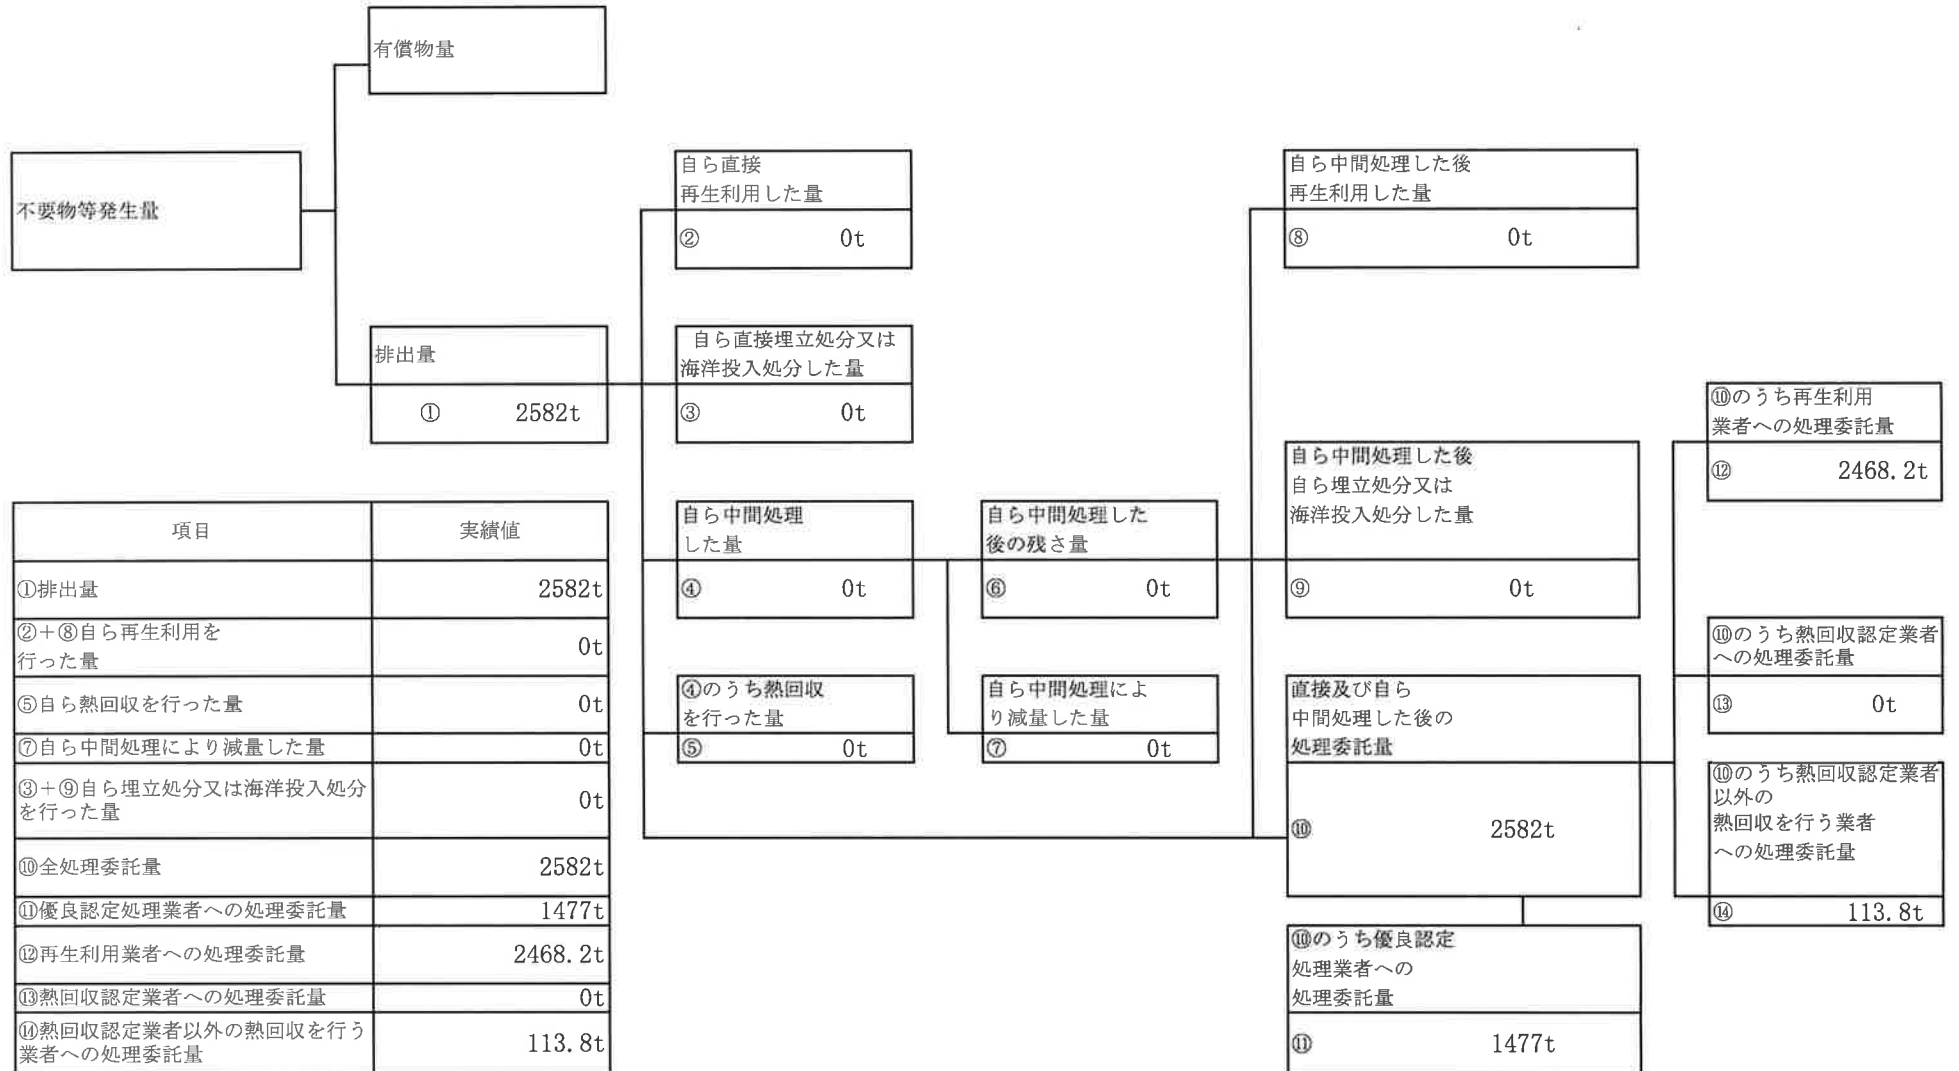 有償物量
不要物等発生量
自ら直接
再生利用した量
② 0t
自ら中間処理した後
再生利用した量
⑧ 0t
排出量
① 2582t
自ら直接埋立処分又は
海洋投入処分した量
③ 0t
自ら中間処理
した量
④ 0t
自ら中間処理した
後の残さ量
⑥ 0t
自ら中間処理した後
自ら埋立処分又は
海洋投入処分した量
⑨ 0t
④のうち熱回収
を行った量
⑤ 0t
自ら中間処理によ
り減量した量
⑦ 0t
直接及び自ら
中間処理した後の
処理委託量
⑩ 2582t
⑩のうち優良認定
処理業者への
処理委託量
⑪ 1477t
⑩のうち再生利用
業者への処理委託量
⑫ 2468.2t
⑩のうち熱回収認定業者
への処理委託量
⑬ 0t
⑩のうち熱回収認定業者
以外の
熱回収を行う業者
への処理委託量
⑭ 113.8t
項目 実績値
①排出量 2582t
②+⑧自ら再生利用を
行った量 0t
⑤自ら熱回収を行った量 0t
⑦自ら中間処理により減量した量 0t
③+⑨自ら埋立処分又は海洋投入処分
を行った量 0t
⑩全処理委託量 2582t
⑪優良認定処理業者への処理委託量 1477t
⑫再生利用業者への処理委託量 2468.2t
⑬熱回収認定業者への処理委託量 0t
⑭熱回収認定業者以外の熱回収を行う
業者への処理委託量 113.8t